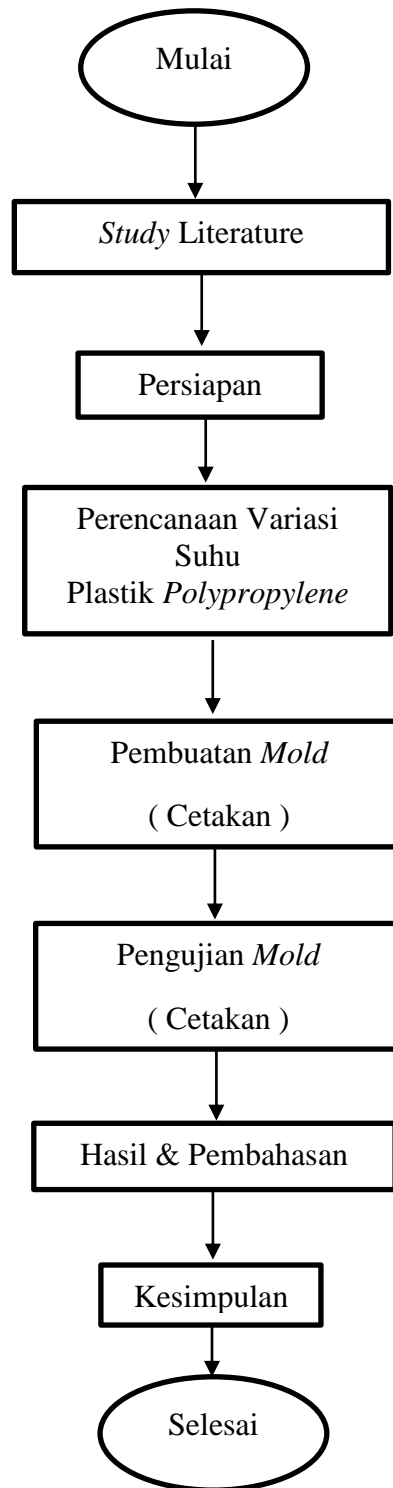 Mulai
Study Literature
Persiapan
Perencanaan Variasi
Suhu
Plastik Polypropylene
Pembuatan Mold
( Cetakan )
Pengujian Mold
( Cetakan )
Hasil & Pembahasan
Kesimpulan
Selesai